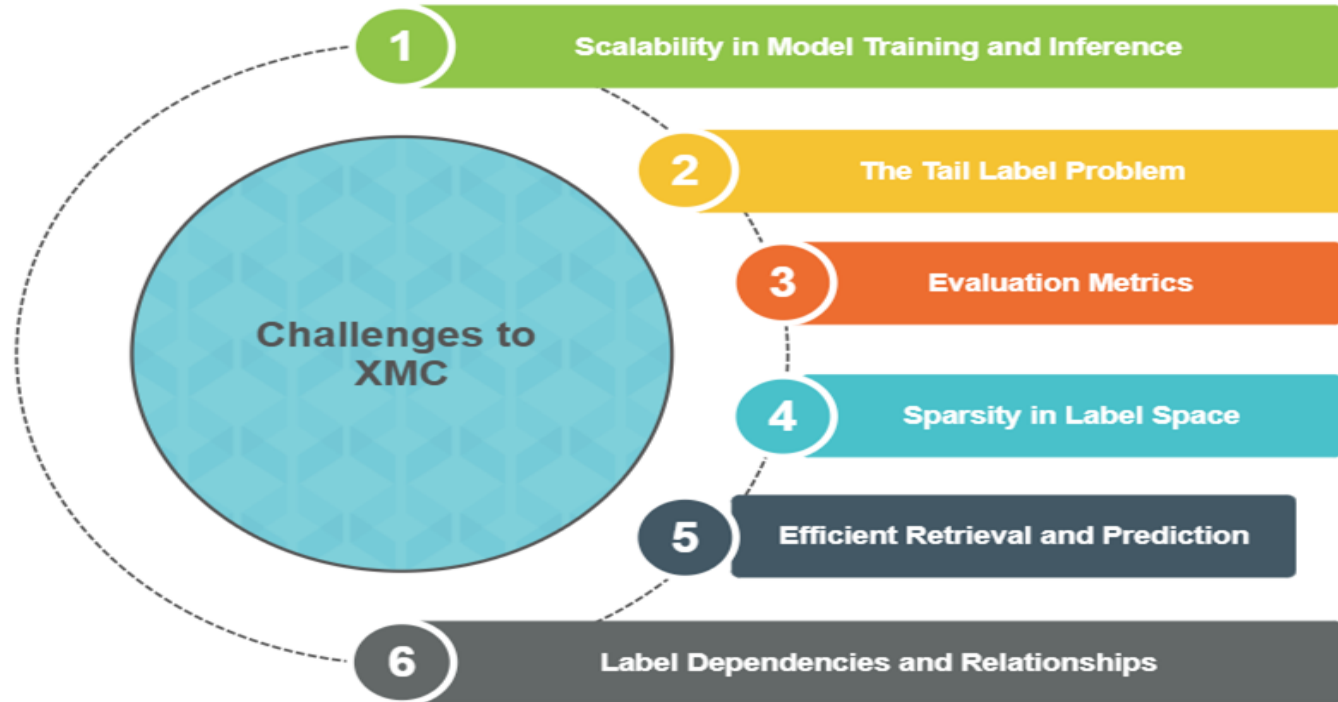 1
Scalability in Model Training and Inference
2
The Tail Label Problem
3
Evaluation Metrics
Challenges to
XMC
4
Sparsity in Label Space
5
Efficient Retrieval and Prediction
6
Label Dependencies and Relationships